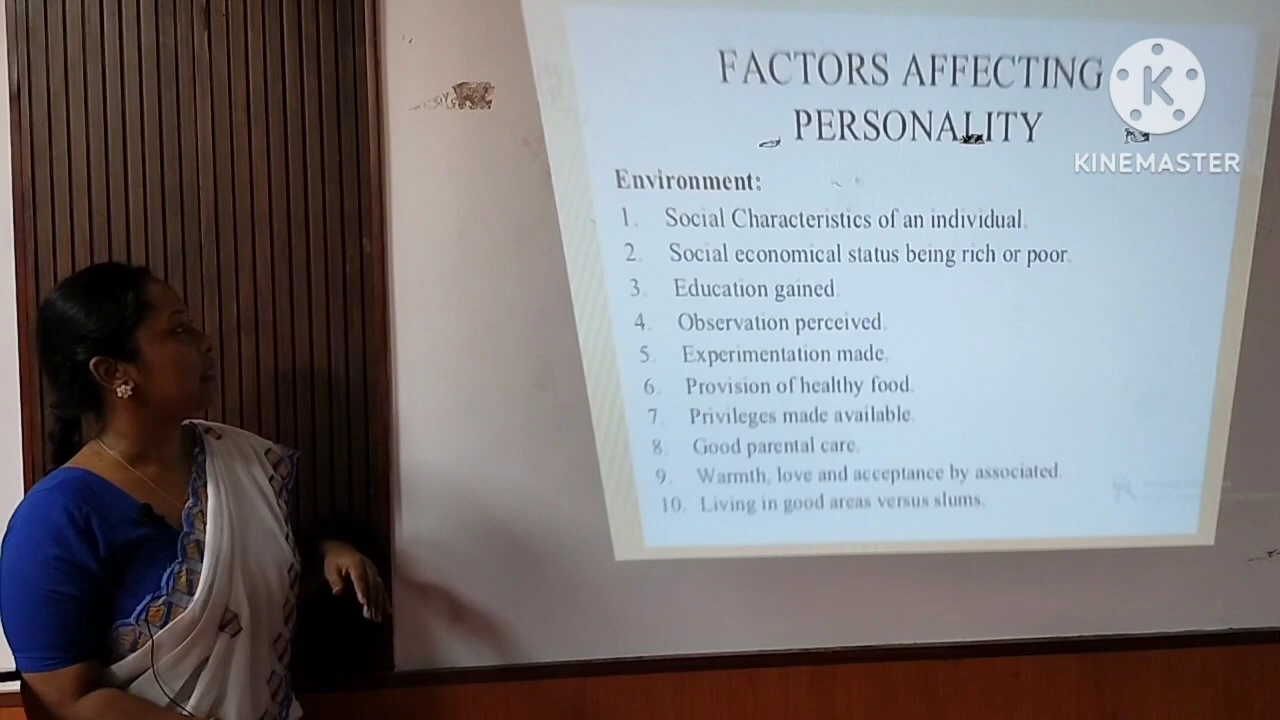 FACTORS AFFECTING
PERSONALITY
K
KINEMASTER
Environment:
1. Social Characteristics of an individual.
2. Social economical status being rich or poor.
3. Education gained.
4. Observation perceived.
5. Experimentation made.
6. Provision of healthy food.
7. Privileges made available.
8. Good parental care.
9. Warmth, love and acceptance by associated.
10. Living in good areas versus slums.